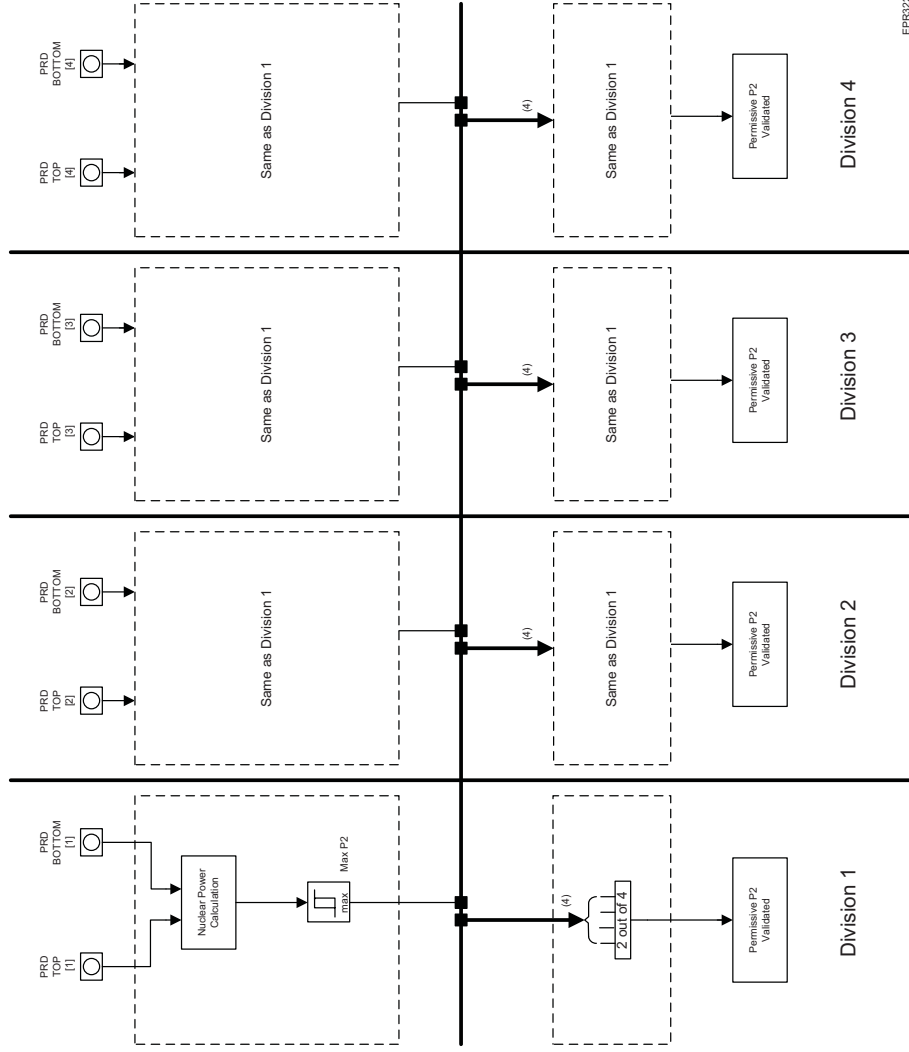 PRD
TOP
[1]
PRD
BOTTOM
[1]
Nuclear Power
Calculation
Max P2
max
(4)
2 out of 4
Permissive P2
Validated
Division 1
PRD
TOP
[2]
PRD
BOTTOM
[2]
Same as Division 1
(4)
Same as Division 1
Permissive P2
Validated
Division 2
PRD
TOP
[3]
PRD
BOTTOM
[3]
Same as Division 1
(4)
Same as Division 1
Permissive P2
Validated
Division 3
PRD
TOP
[4]
PRD
BOTTOM
[4]
Same as Division 1
(4)
Same as Division 1
Permissive P2
Validated
Division 4